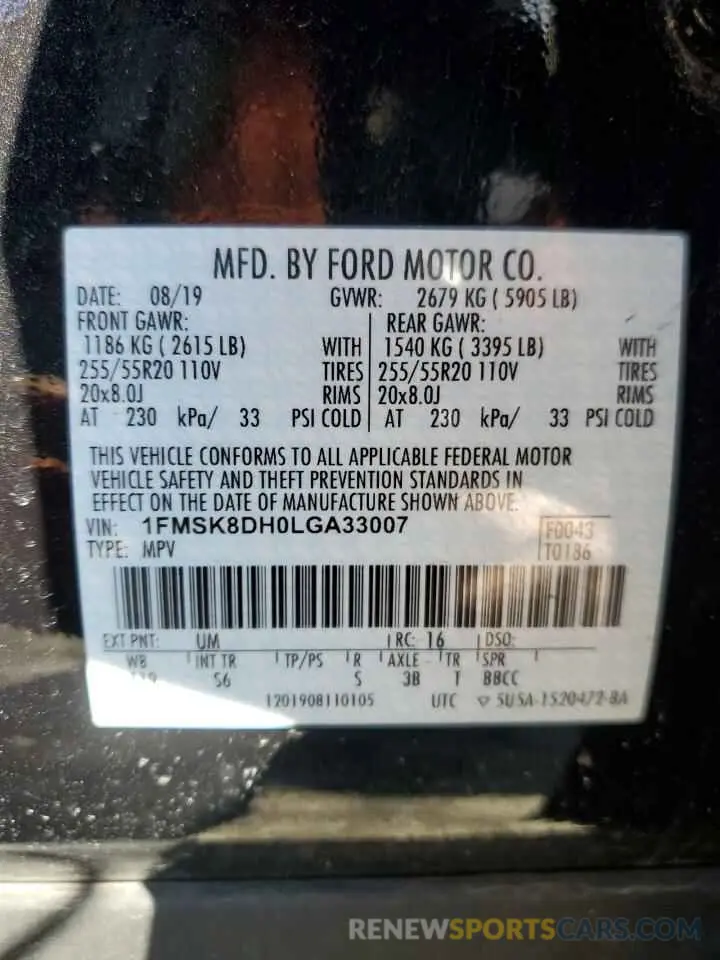 MFD. BY FORD MOTOR CO.
DATE: 08/19 GVWR: 2679 KG ( 5905 LB)
FRONT GAWR: REAR GAWR:
1186 KG ( 2615 LB) WITH 1540 KG ( 3395 LB) WITH
255/55R20 110V TIRES 255/55R20 110V TIRES
20x8.0J RIMS 20x8.0J RIMS
AT 230 kPa/ 33 PSI COLD AT 230 kPa/ 33 PSI COLD
THIS VEHICLE CONFORMS TO ALL APPLICABLE FEDERAL MOTOR
VEHICLE SAFETY AND THEFT PREVENTION STANDARDS IN
EFFECT ON THE DATE OF MANUFACTURE SHOWN ABOVE.
VIN: 1FMSK8DH0LGA33007 F0043
TYPE: MPV T0186
EXT PNT: UM RC: 16 DSO:
WB INT TR TP/PS R AXLE TR SPR
119 S6 S 3B T BBCC
1201908110105 UTC ▽ 5USA-1520472-BA
RENEWSPORTSCARS.COM